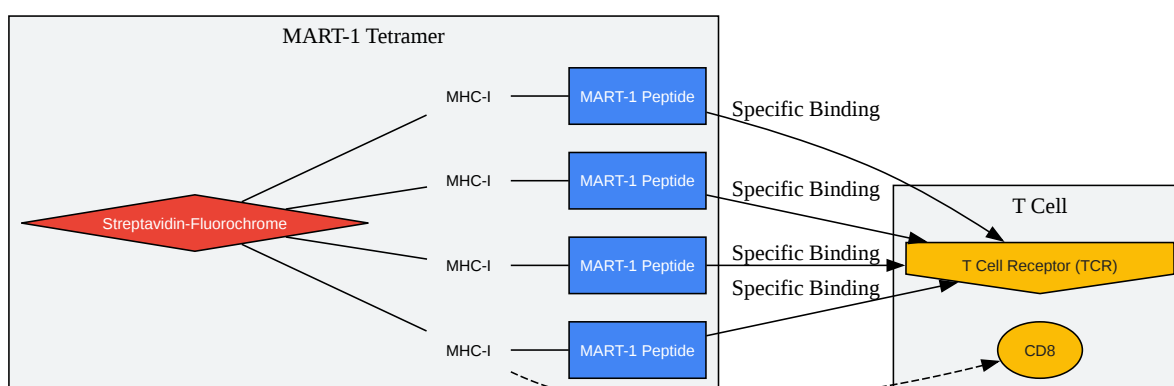 MART-1 Tetramer
MHC-I
MART-1 Peptide
Specific Binding
MHC-I
MART-1 Peptide
Specific Binding
T Cell
Streptavidin-Fluorochrome
MHC-I
MART-1 Peptide
Specific Binding
T Cell Receptor (TCR)
Specific Binding
MHC-I
MART-1 Peptide
CD8